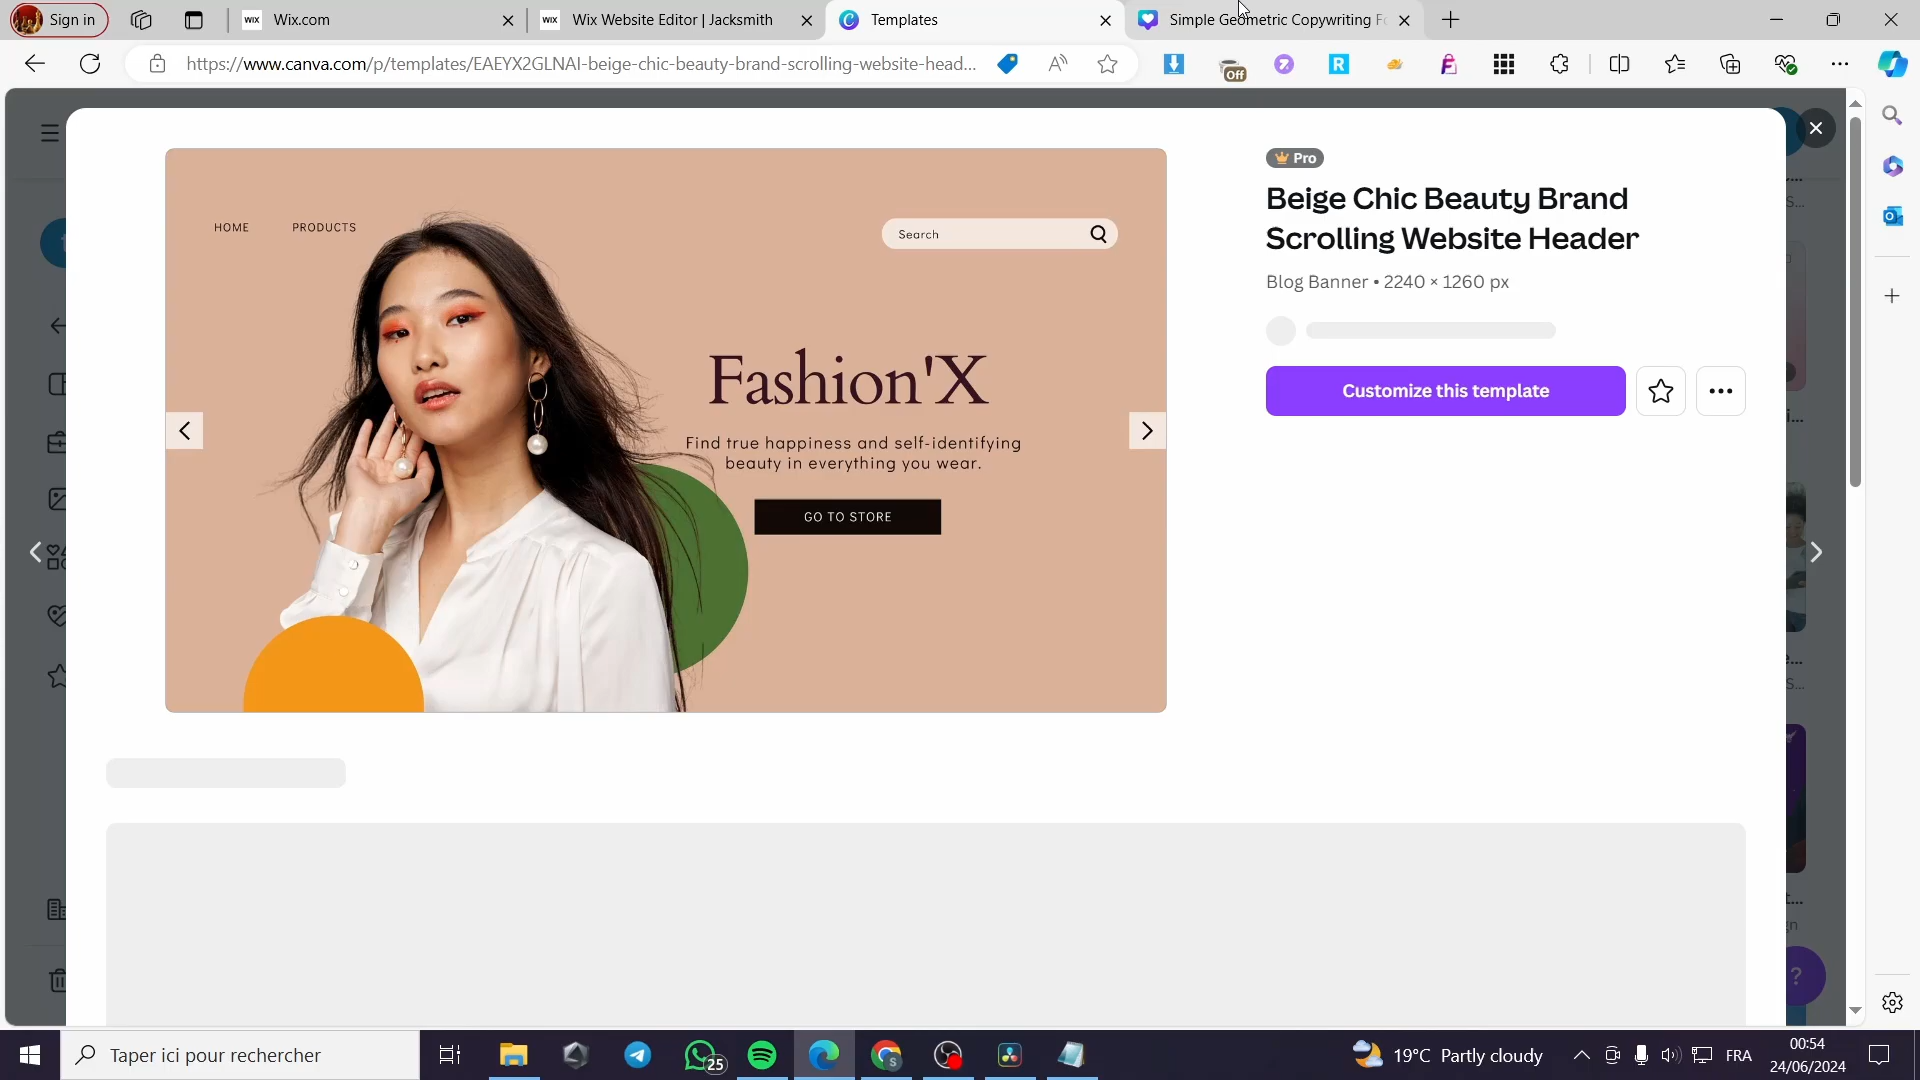 Sign in
WIX Wix.com
WIX Wix Website Editor | Jacksmith
Templates
Simple Geometric Copywriting Fo
https://www.canva.com/p/templates/EAEYX2GLNAI-beige-chic-beauty-brand-scrolling-website-head...
Off
R
HOME
PRODUCTS
Search
Fashion'X
Find true happiness and self-identifying
beauty in everything you wear.
GO TO STORE
Pro
Beige Chic Beauty Brand
Scrolling Website Header
Blog Banner • 2240 × 1260 px
Customize this template
?
Taper ici pour rechercher
25
19°C Partly cloudy
FRA
00:54
24/06/2024